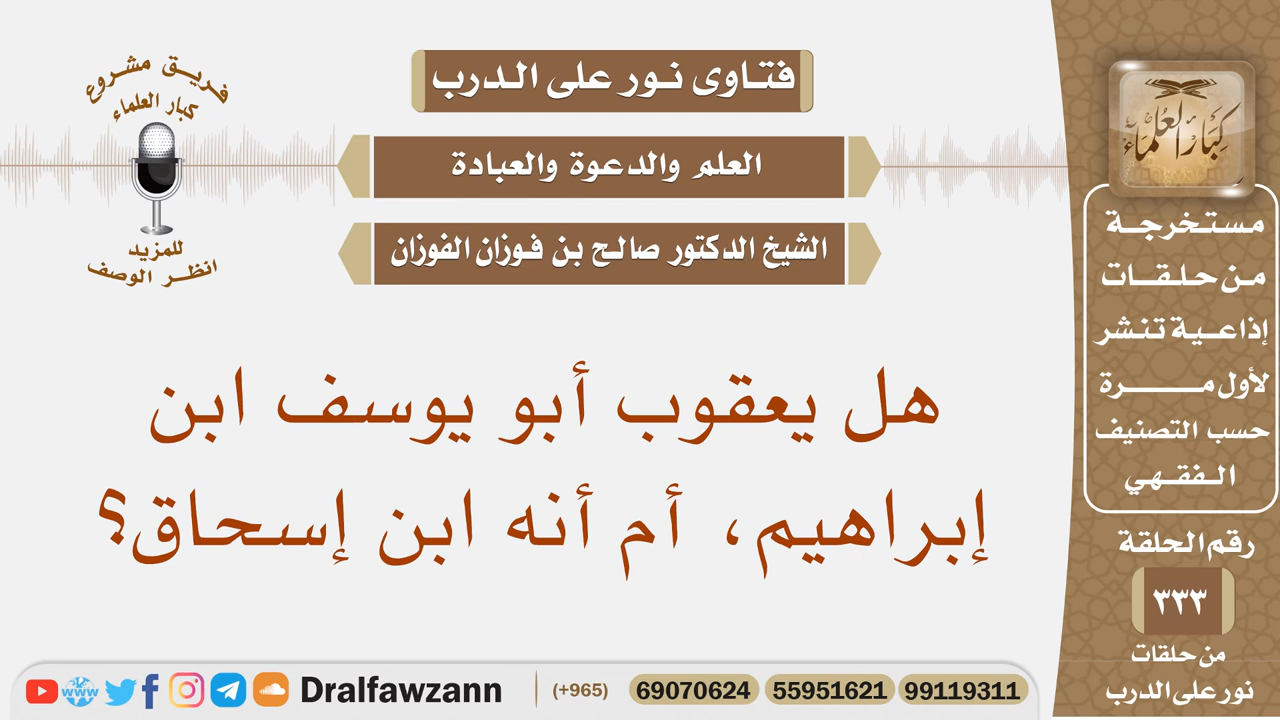 فتاوى نور على الدرب
العلم والدعوة والعبادة
الشيخ الدكتور صالح بن فوزان الفوزان
فريق مشروع
كبار العلماء
للمزيد
انظر الوصف
هل يعقوب أبو يوسف ابن
إبراهيم، أم أنه ابن إسحاق؟
كبار العلماء
مستخرجة
من حلقات
إذاعية تنشر
لأول مرة
حسب التصنيف
الفقهي
رقم الحلقة
٣٣٣
من حلقات
نور على الدرب
www
Dralfawzann
(+965)
69070624
55951621
99119311